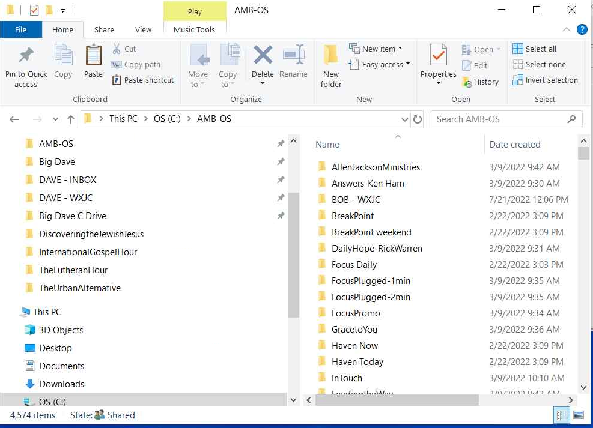 Play AMB-OS
File Home Share View Music Tools
Pin to Quick access
Copy
Paste
Cut
Copy path
Paste shortcut
Clipboard
Move to
Copy to
Delete
Rename
Organize
New folder
New item
Easy access
New
Properties
Open
Edit
History
Open
Select all
Select none
Invert selection
Select
This PC OS (C:) AMB-OS
Search AMB-OS
AMB-OS
Big Dave
DAVE - INBOX
DAVE - WXJC
Big Dave C Drive
DiscoveringtheJewishJesus
InternationalGospelHour
TheLutheranHour
TheUrbanAlternative
This PC
3D Objects
Desktop
Documents
Downloads
OS (C:)
Name Date created
AllenJacksonMinistries 3/9/2022 9:42 AM
Answers-Ken Ham 3/9/2022 9:30 AM
BOB - WXJC 7/21/2022 12:06 PM
BreakPoint 2/22/2022 3:09 PM
BreakPoint weekend 2/22/2022 3:09 PM
DailyHope-RickWarren 3/9/2022 9:31 AM
Focus Daily 2/22/2022 3:03 PM
FocusPlugged-1min 3/9/2022 9:35 AM
FocusPlugged-2min 3/9/2022 9:35 AM
FocusPromo 3/9/2022 9:34 AM
GracetoYou 3/9/2022 9:36 AM
Haven Now 2/22/2022 3:09 PM
Haven Today 2/22/2022 3:09 PM
InTouch 3/9/2022 10:10 AM
4,574 items State: Shared